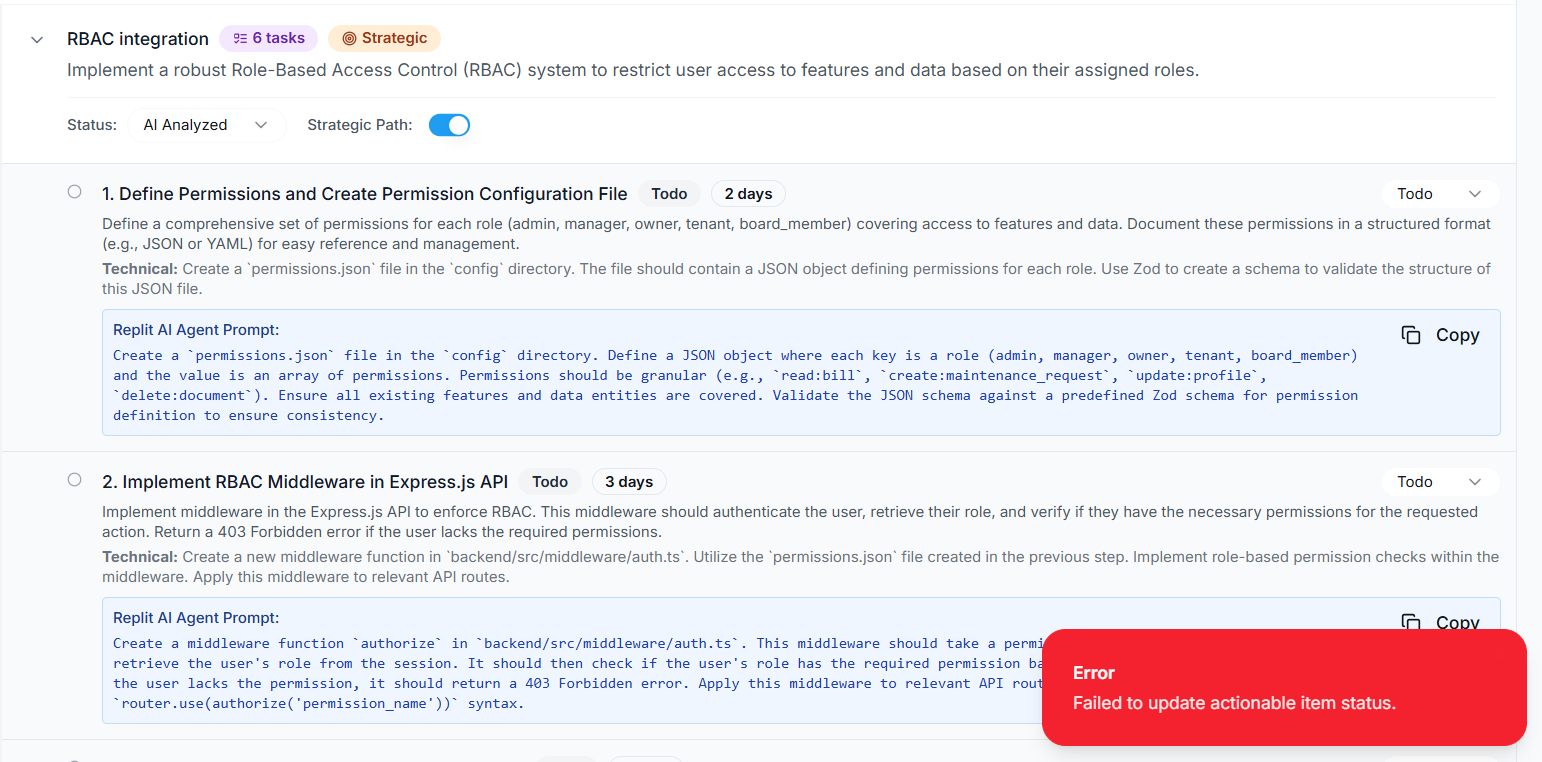 RBAC integration 6 tasks Strategic
Implement a robust Role-Based Access Control (RBAC) system to restrict user access to features and data based on their assigned roles.
Status: AI Analyzed Strategic Path:
1. Define Permissions and Create Permission Configuration File Todo 2 days Todo
Define a comprehensive set of permissions for each role (admin, manager, owner, tenant, board_member) covering access to features and data. Document these permissions in a structured format
(e.g., JSON or YAML) for easy reference and management.
Technical: Create a `permissions.json` file in the `config` directory. The file should contain a JSON object defining permissions for each role. Use Zod to create a schema to validate the structure of
this JSON file.
Replit AI Agent Prompt:
Copy
Create a `permissions.json` file in the `config` directory. Define a JSON object where each key is a role (admin, manager, owner, tenant, board_member)
and the value is an array of permissions. Permissions should be granular (e.g., `read:bill`, `create:maintenance_request`, `update:profile`,
`delete:document`). Ensure all existing features and data entities are covered. Validate the JSON schema against a predefined Zod schema for permission
definition to ensure consistency.
2. Implement RBAC Middleware in Express.js API Todo 3 days Todo
Implement middleware in the Express.js API to enforce RBAC. This middleware should authenticate the user, retrieve their role, and verify if they have the necessary permissions for the requested
action. Return a 403 Forbidden error if the user lacks the required permissions.
Technical: Create a new middleware function in `backend/src/middleware/auth.ts`. Utilize the `permissions.json` file created in the previous step. Implement role-based permission checks within the
middleware. Apply this middleware to relevant API routes.
Replit AI Agent Prompt:
Copy
Create a middleware function `authorize` in `backend/src/middleware/auth.ts`. This middleware should take a permi
retrieve the user's role from the session. It should then check if the user's role has the required permission ba
the user lacks the permission, it should return a 403 Forbidden error. Apply this middleware to relevant API rout
`router.use(authorize('permission_name'))` syntax.
Error
Failed to update actionable item status.